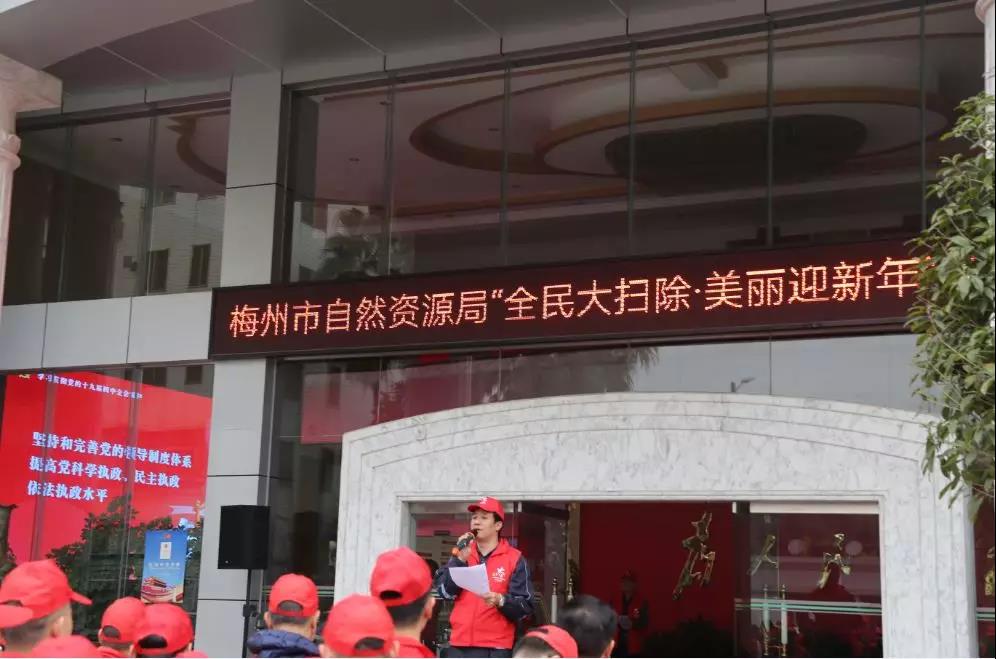 梅州市自然资源局“全民大扫除·美丽迎新年
坚持和完善党的领导制度体系
提高党科学执政、民主执政
依法执政水平